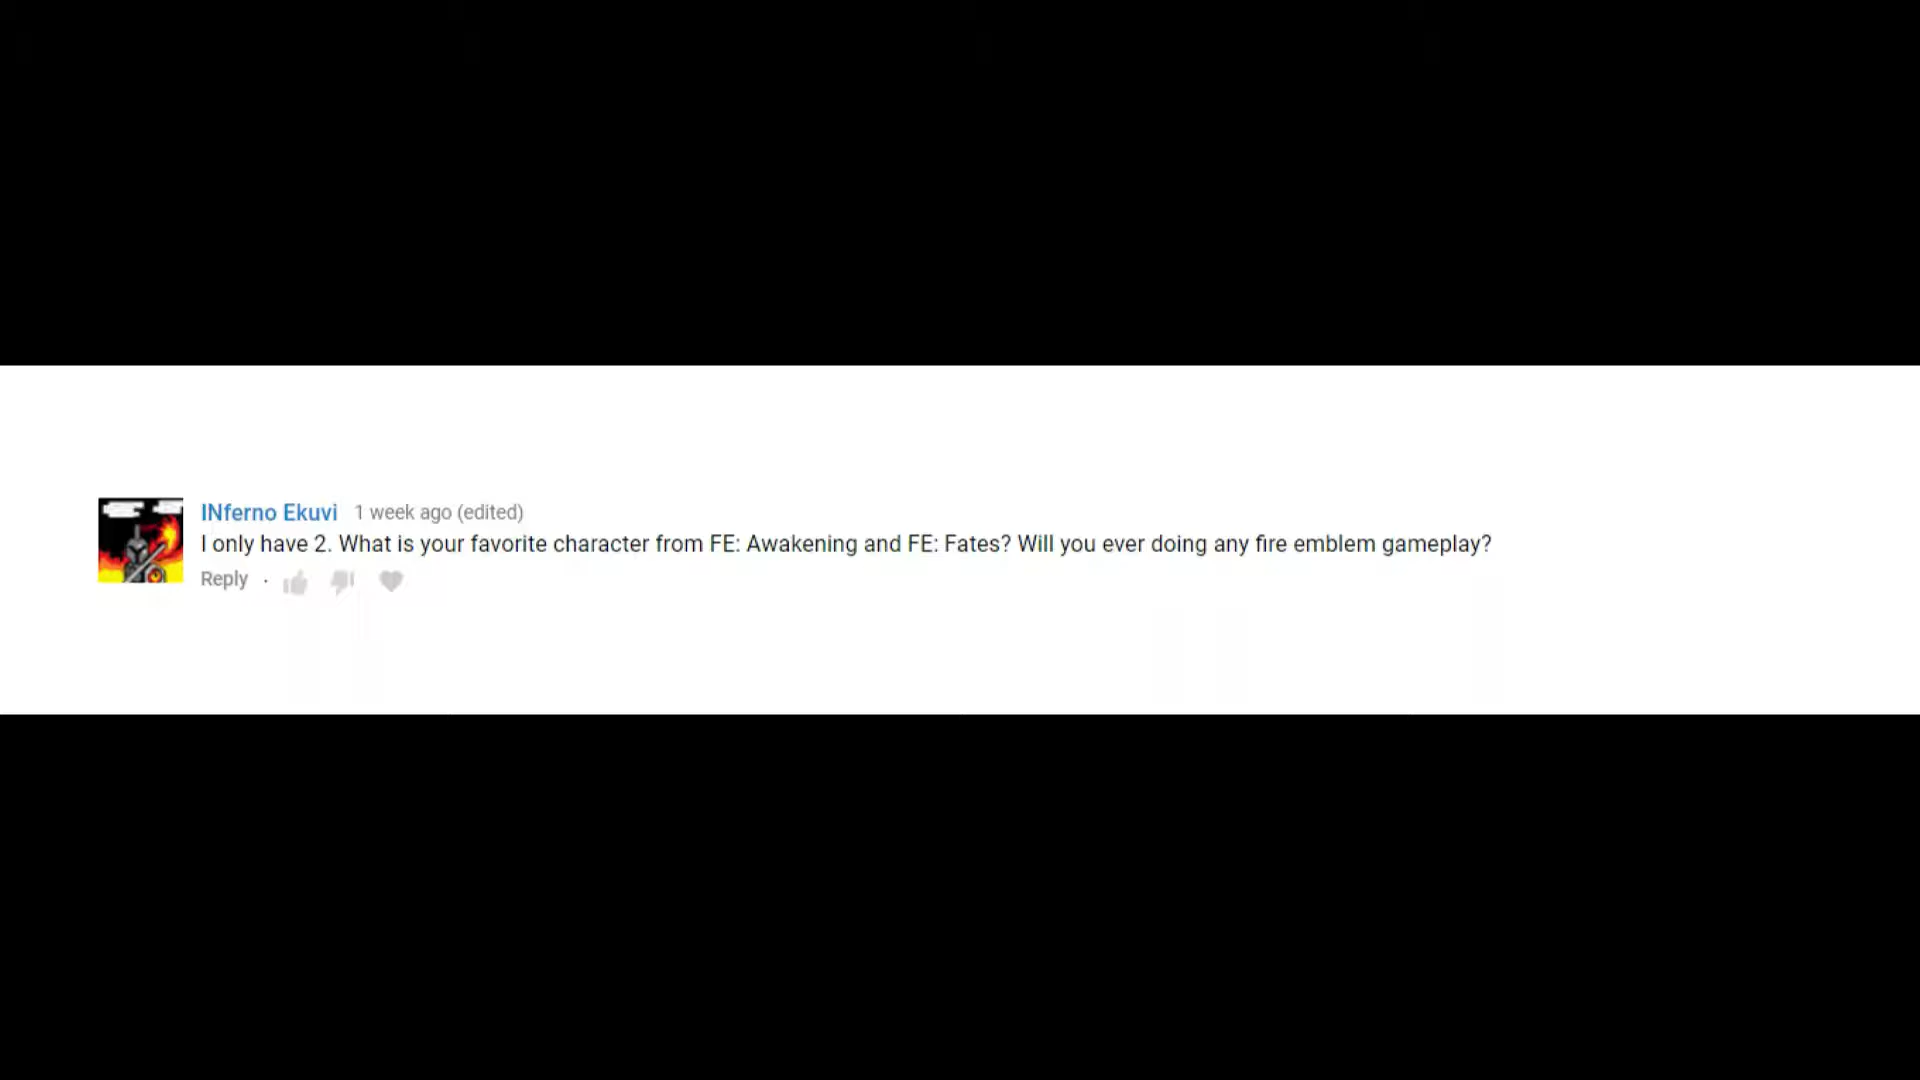 INferno Ekuvi 1 week ago (edited)
I only have 2. What is your favorite character from FE: Awakening and FE: Fates? Will you ever doing any fire emblem gameplay?
Reply ·